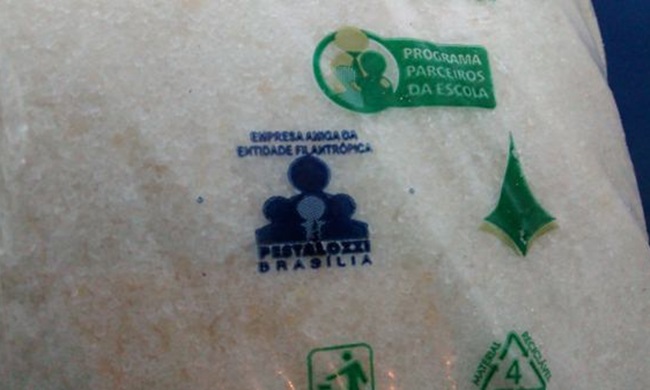 PROGRAMA
PARCEIROS
DA ESCOLA
EMPRESA AMIGA DA
ENTIDADE FILANTRÓPICA
PESTALOZZI
BRASÍLIA
MATERIAL RECICLÁVEL
4